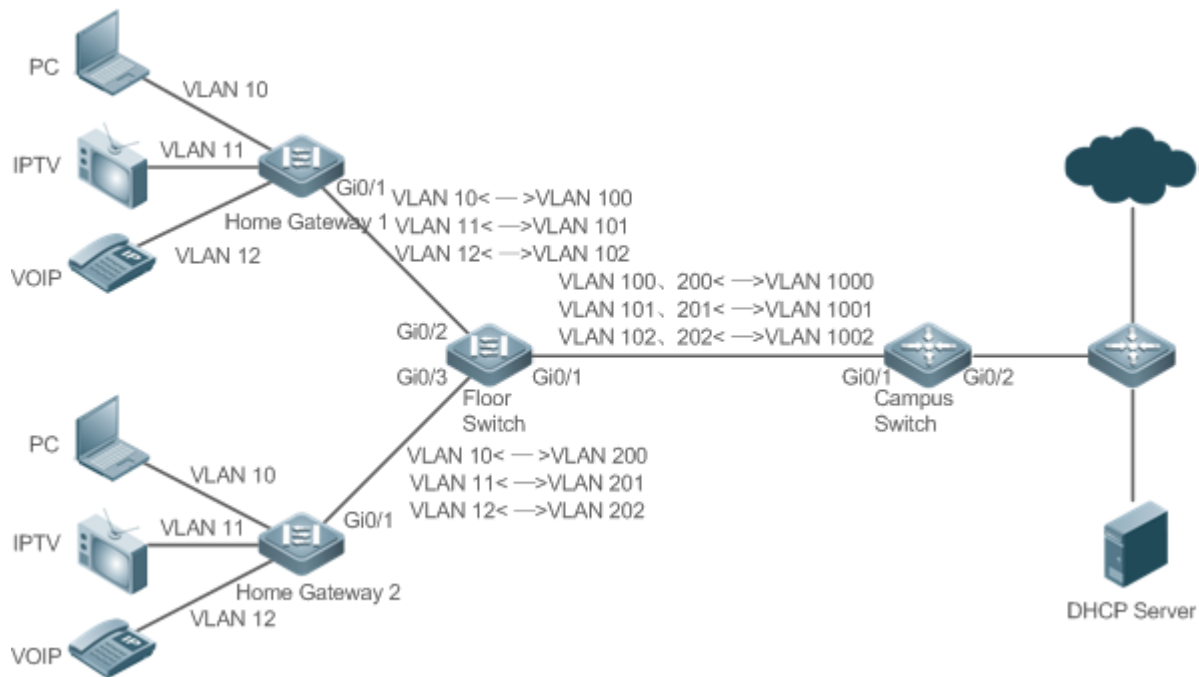 PC
VLAN 10
IPTV
VLAN 11
Gi0/1
Home Gateway 1
VOIP
VLAN 12
VLAN 10< — >VLAN 100
VLAN 11< —>VLAN 101
VLAN 12< —>VLAN 102
VLAN 100、200< —>VLAN 1000
VLAN 101、201< —>VLAN 1001
VLAN 102、202< —>VLAN 1002
Gi0/2
Gi0/3
Gi0/1
Floor
Switch
Gi0/1
Gi0/2
Campus
Switch
VLAN 10< — >VLAN 200
VLAN 11< —>VLAN 201
VLAN 12< —>VLAN 202
PC
VLAN 10
IPTV
VLAN 11
Gi0/1
Home Gateway 2
VOIP
VLAN 12
DHCP Server
IP
IP